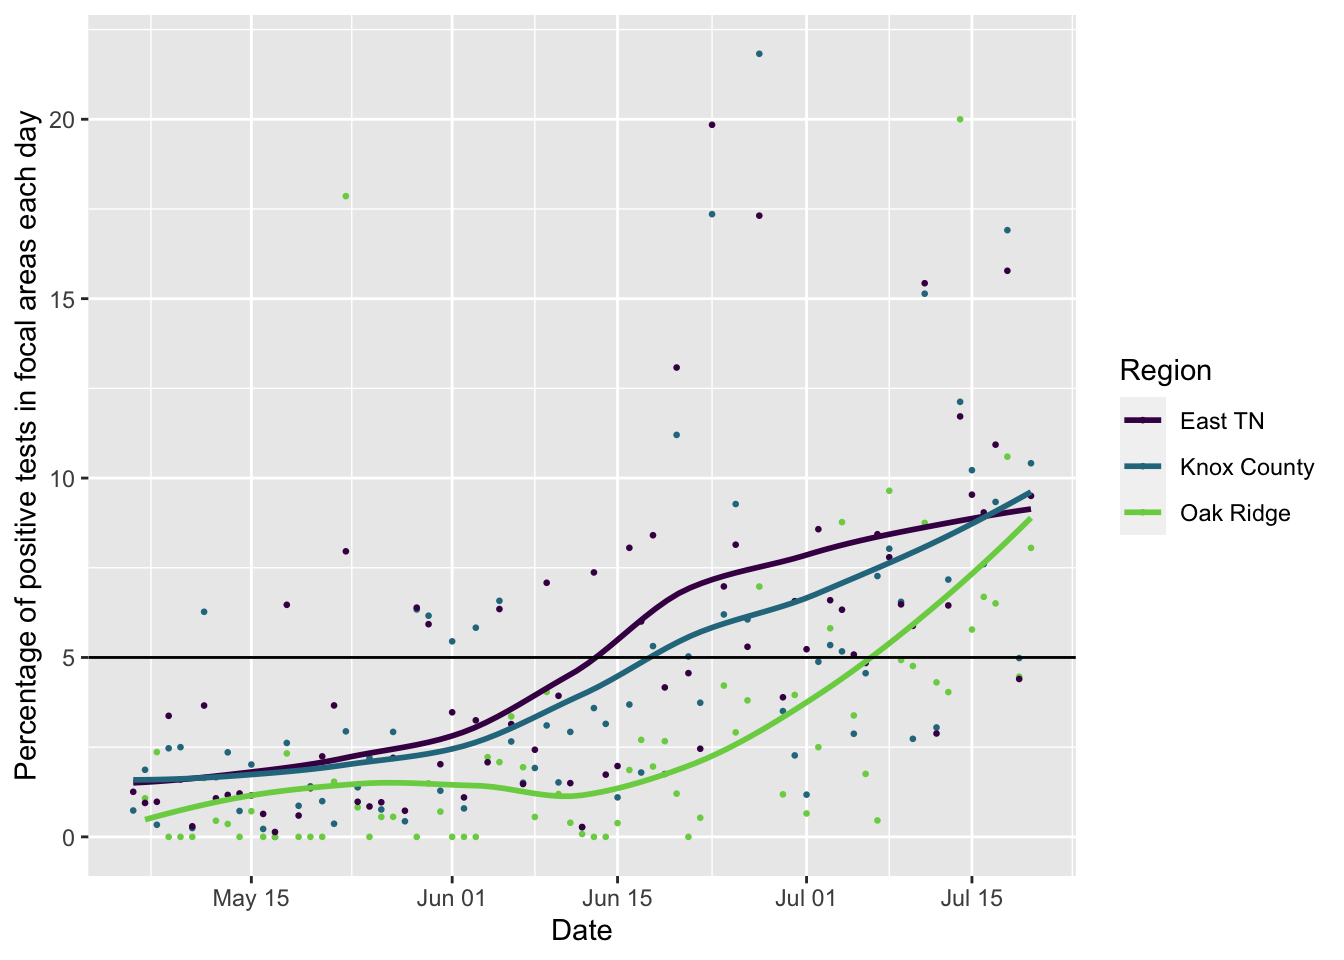 Percentage of positive tests in focal areas each day
20
15
10
5
0
May 15
Jun 01
Jun 15
Jul 01
Jul 15
Date
Region
East TN
Knox County
Oak Ridge